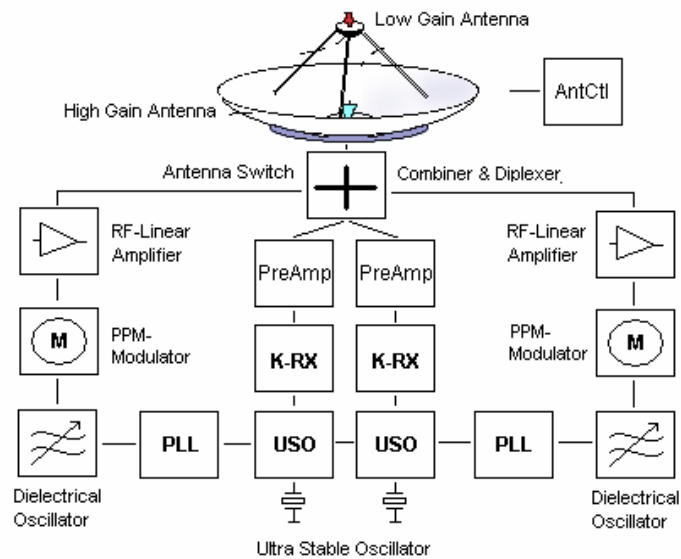 Low Gain Antenna
AntCtl
High Gain Antenna
Antenna Switch
Combiner & Diplexer.
RF-Linear
Amplifier
RF-Linear
Amplifier
PreAmp
PreAmp
M
PPM-
Modulator
K-RX
K-RX
PPM-
Modulator
M
PLL
USO
USO
PLL
Dielectrical
Oscillator
Dielectrical
Oscillator
Ultra Stable Oscillator